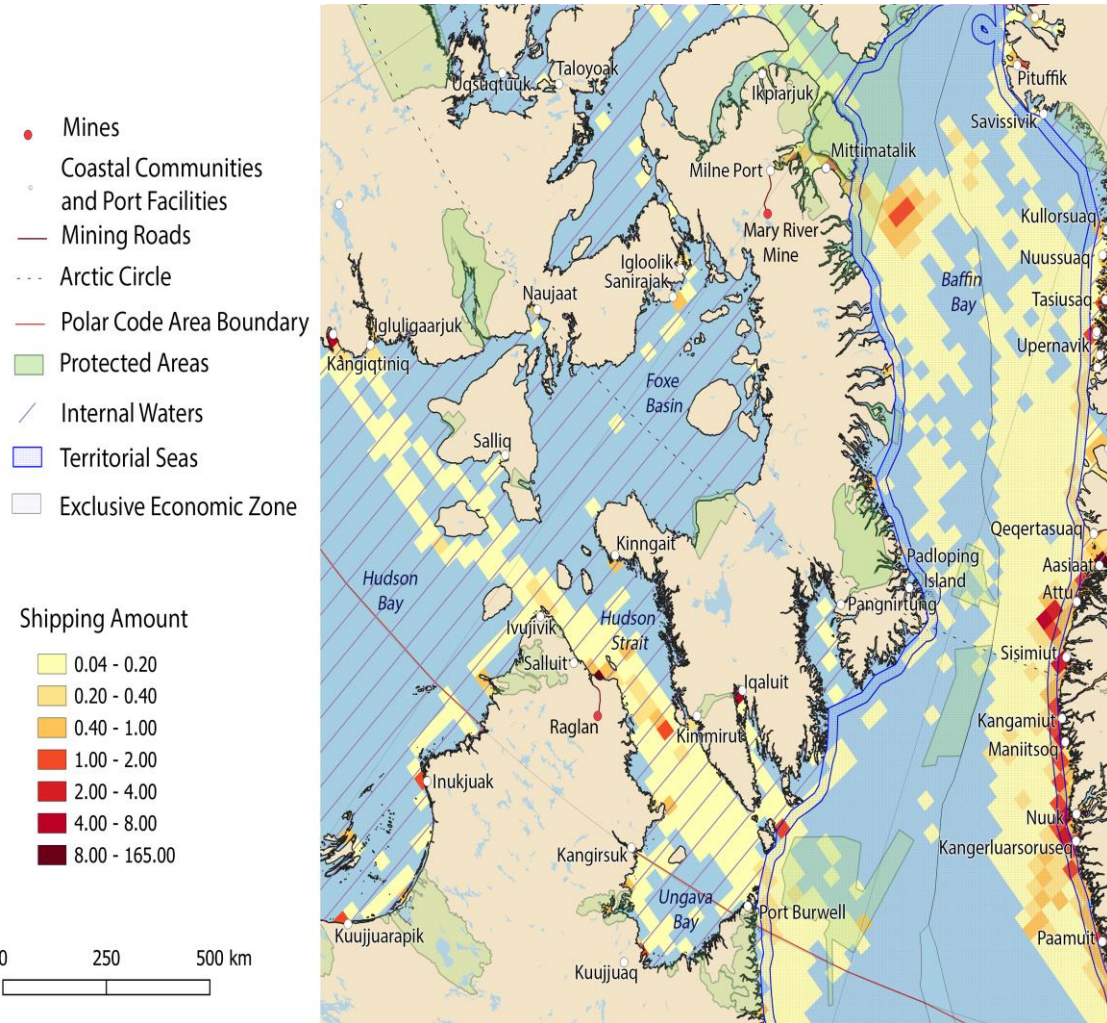 Mines
Coastal Communities
and Port Facilities
Mining Roads
Arctic Circle
Polar Code Area Boundary
Protected Areas
Internal Waters
Territorial Seas
Exclusive Economic Zone
Shipping Amount
0.04 - 0.20
0.20 - 0.40
0.40 - 1.00
1.00 - 2.00
2.00 - 4.00
4.00 - 8.00
8.00 - 165.00
0 250 500 km
Uqsuqtuuk
Taloyoak
Ikpiarjuk
Pituffik
Savissivik
Milne Port
Mittimatalik
Mary River
Mine
Kullorsuaq
Nuussuaq
Igloolik
Sanirajak
Baffin
Bay
Tasiusaq
Naujaat
Igluligaarjuk
Upernavik
Kangiqtiniq
Foxe
Basin
Salliq
Qeqertasuaq
Kinngait
Padloping
Island
Aasiaat
Hudson
Bay
Attu
Pangnirtung
Ivujivik
Hudson
Strait
Sisimiut
Salluit
Iqaluit
Raglan
Kimmirut
Kangamiut
Maniitsoq
Inukjuak
Nuuk
Kangerluarsoruseq
Kangirsuk
Ungava
Bay
Port Burwell
Kuujjuarapik
Paamuit
Kuujjuaq